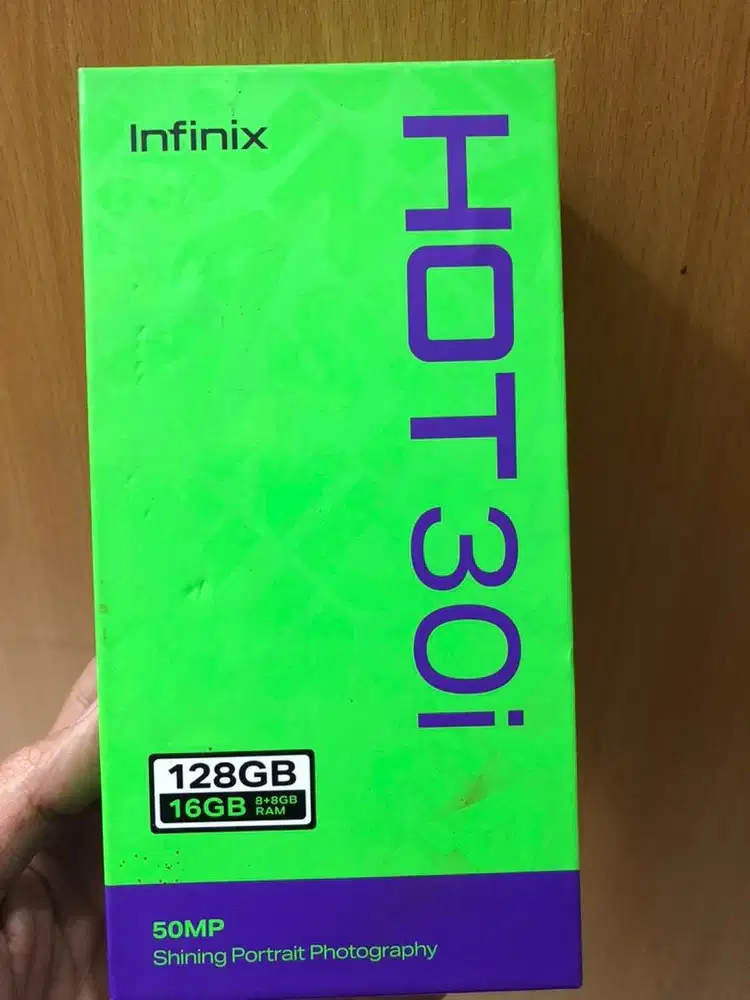 Infinix
HOT 30i
128GB
16GB 8+8GB RAM
50MP
Shining Portrait Photography